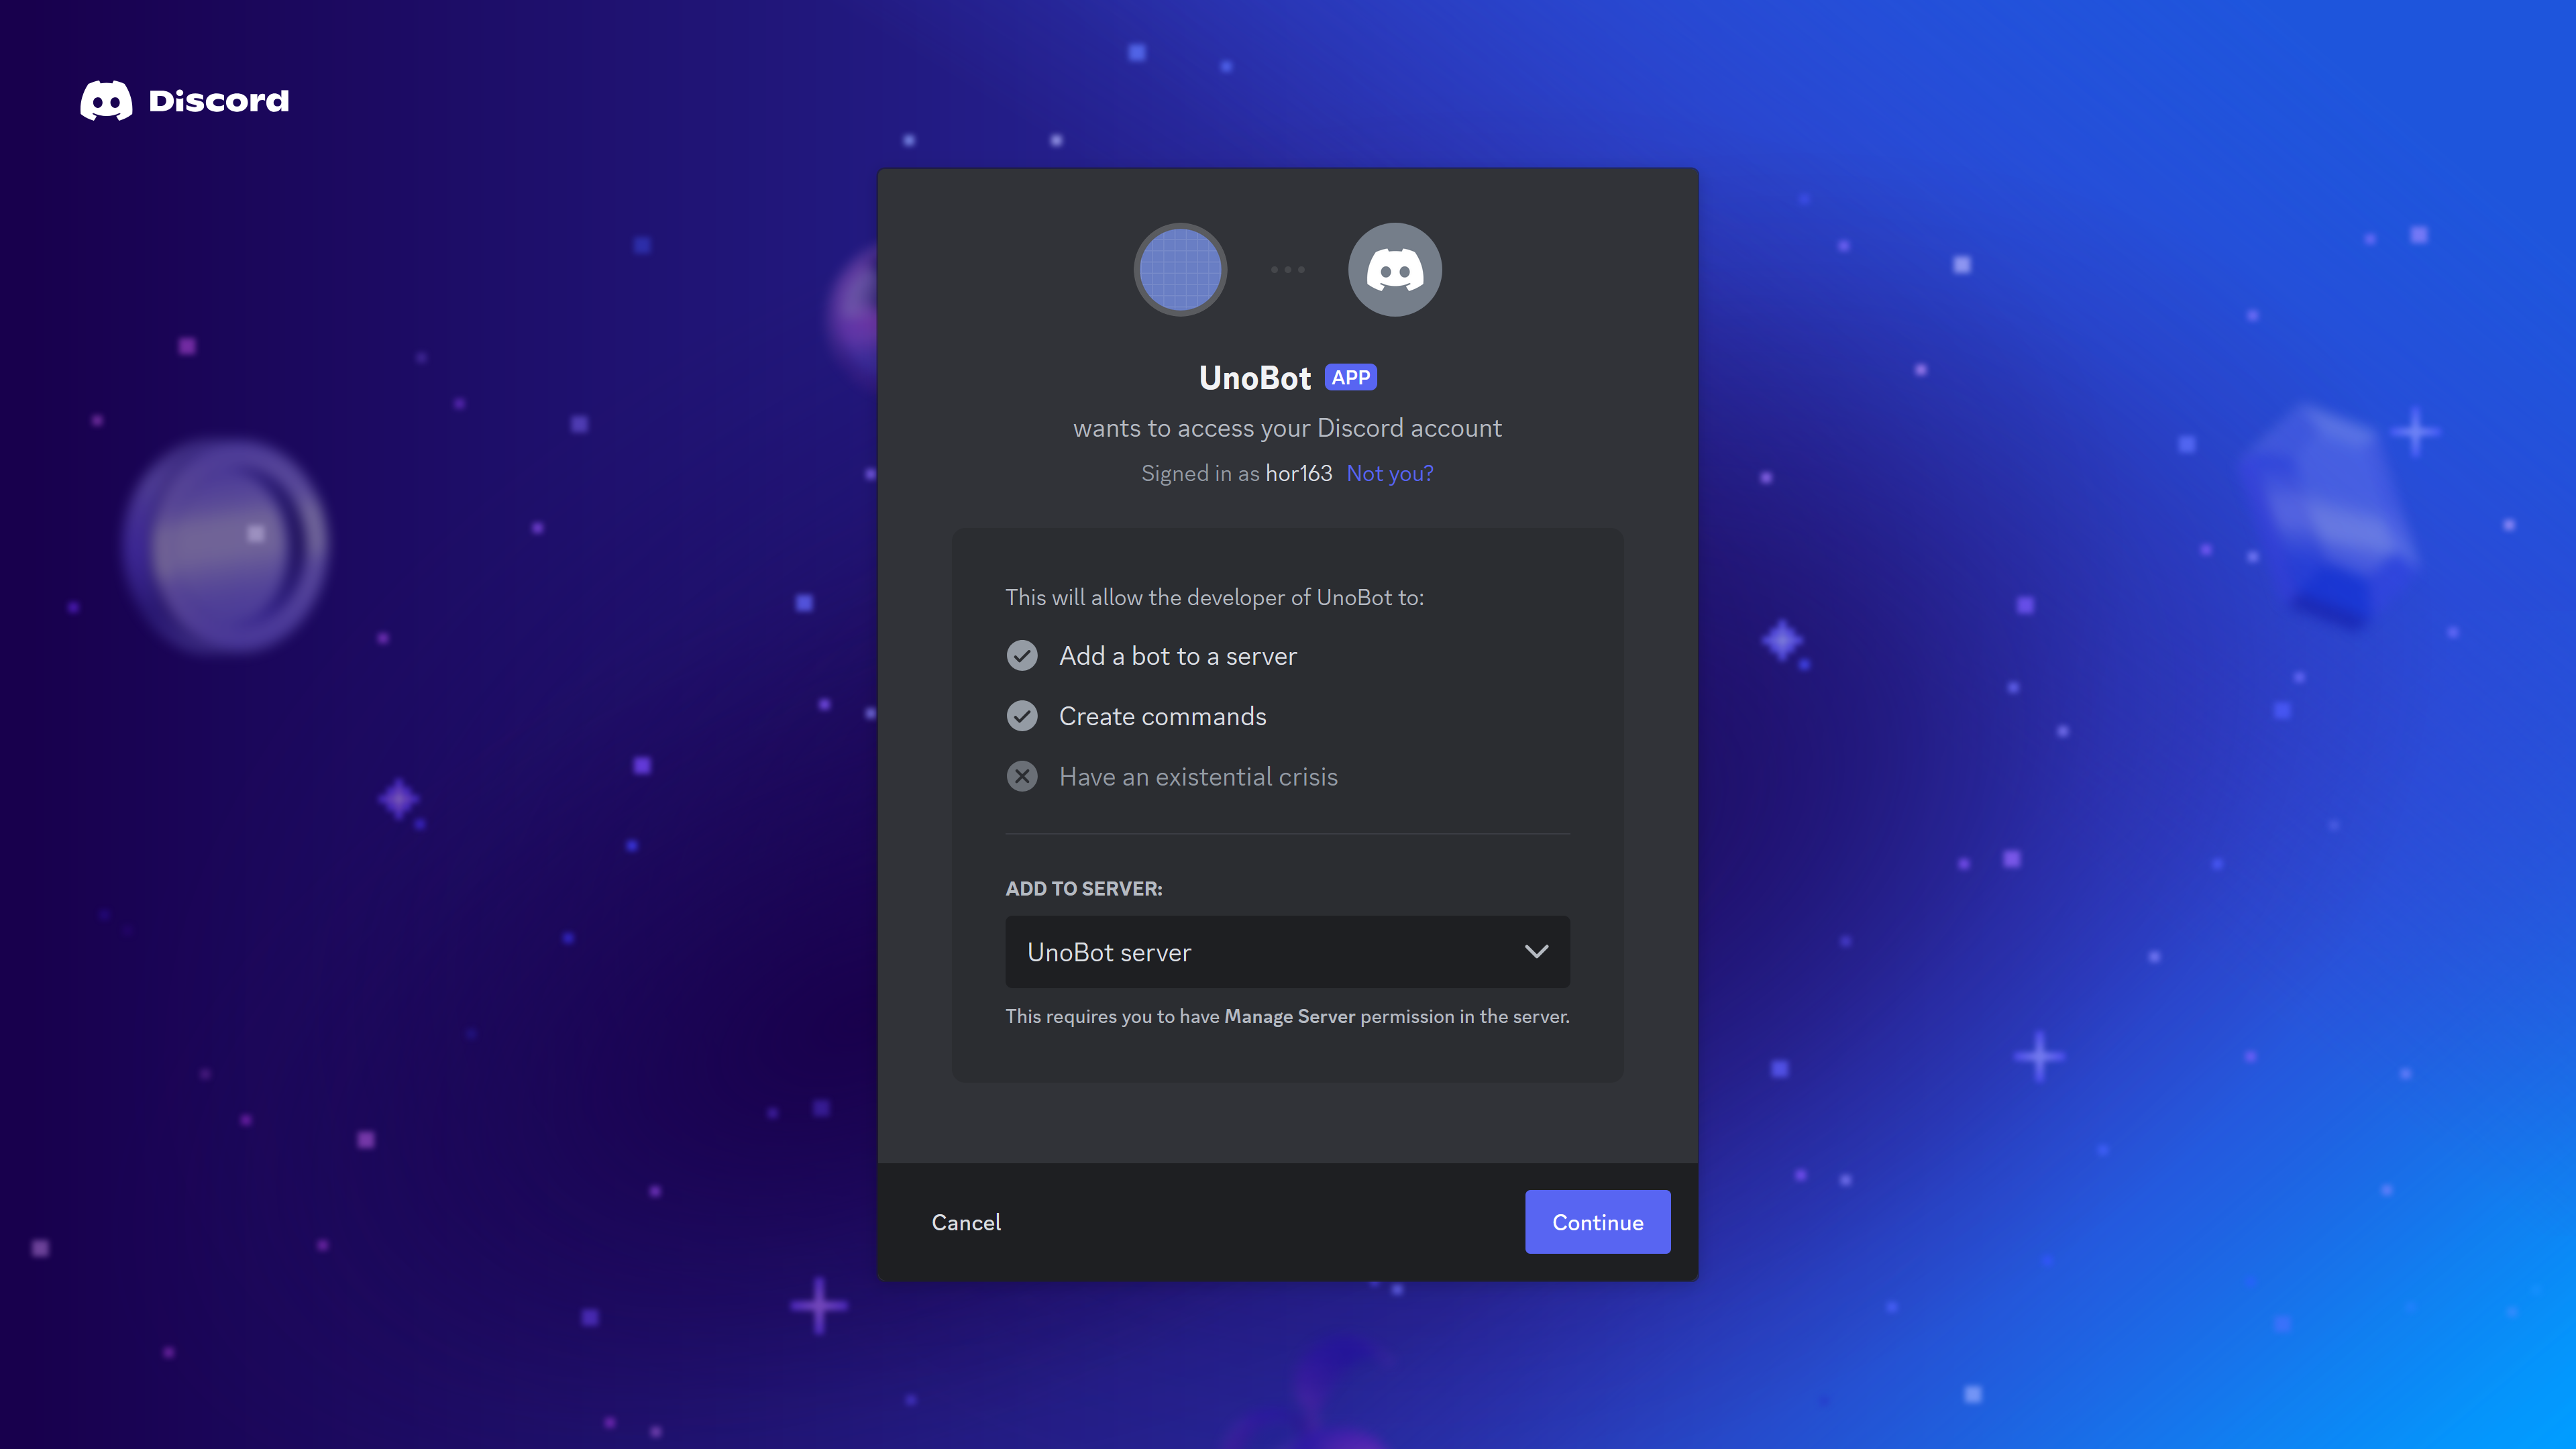 Discord
UnoBot APP
wants to access your Discord account
Signed in as hor163 Not you?
This will allow the developer of UnoBot to:
Add a bot to a server
Create commands
Have an existential crisis
ADD TO SERVER:
UnoBot server
This requires you to have Manage Server permission in the server.
Cancel
Continue